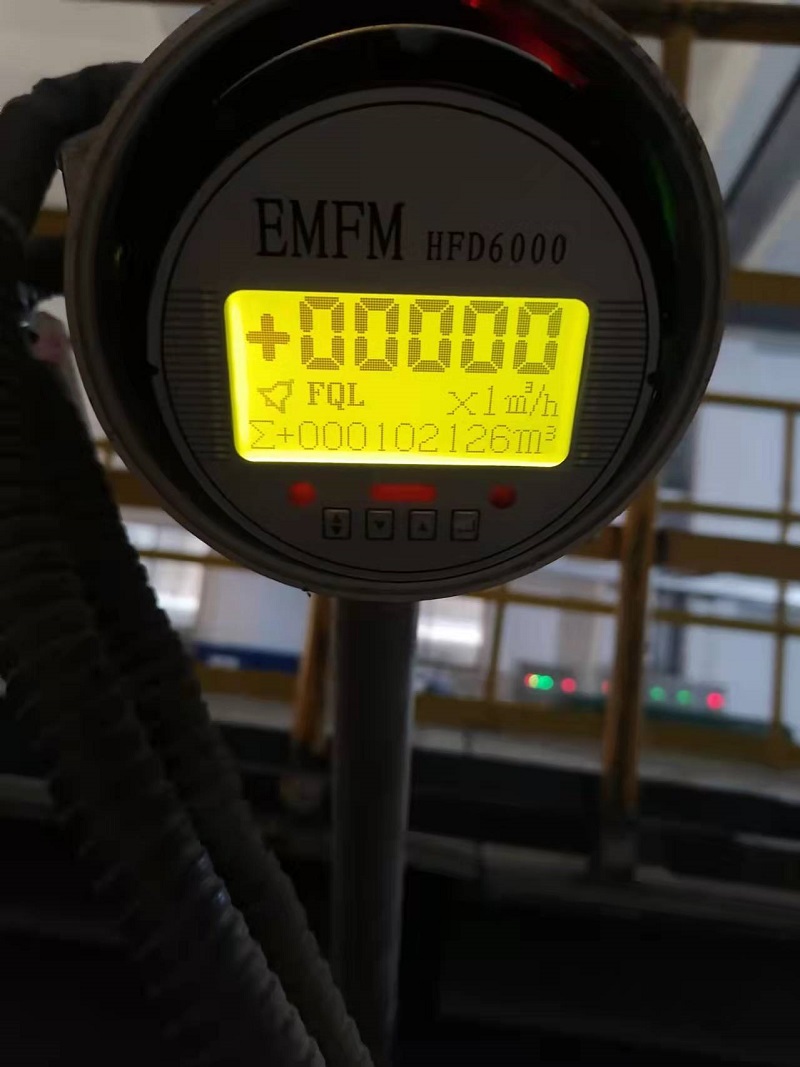 EMFM HFD6000
+00000
FQL x1 m³/h
Σ+000102126m³